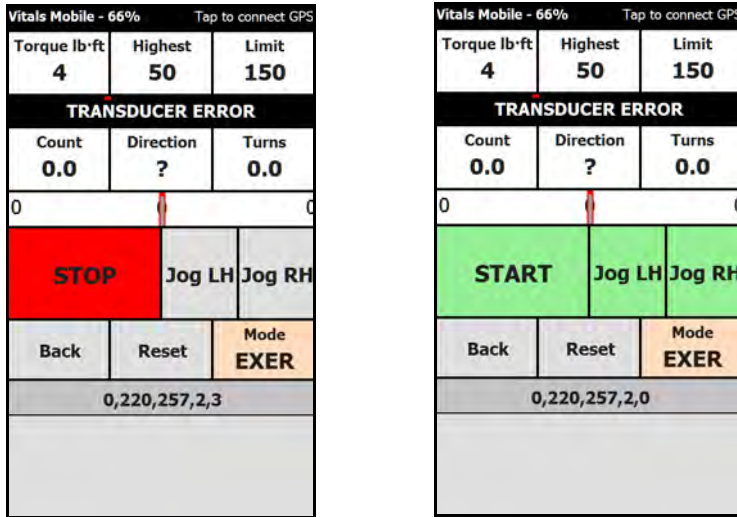 Vitals Mobile - 66% Tap to connect GPS
Torque lb·ft Highest Limit
4 50 150
TRANSDUCER ERROR
Count Direction Turns
0.0 ? 0.0
0 0 0
STOP Jog LH Jog RH
Back Reset Mode
EXER
0,220,257,2,3
Vitals Mobile - 66% Tap to connect GPS
Torque lb·ft Highest Limit
4 50 150
TRANSDUCER ERROR
Count Direction Turns
0.0 ? 0.0
0 0 0
START Jog LH Jog RH
Back Reset Mode
EXER
0,220,257,2,0